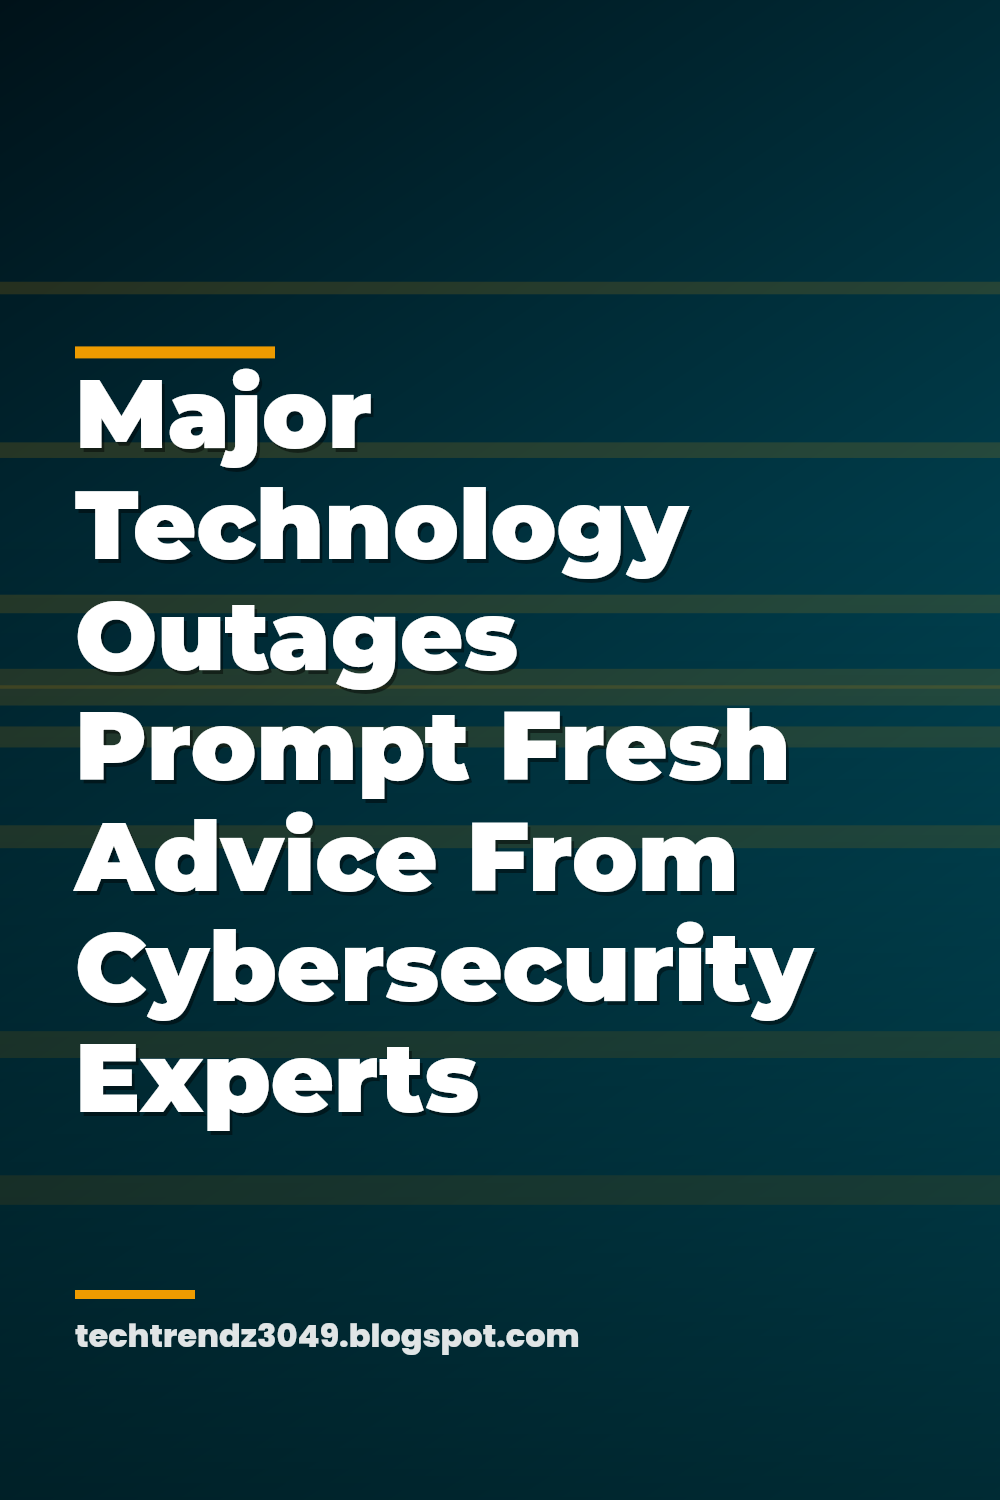 Major
Technology
Outages
Prompt Fresh
Advice From
Cybersecurity
Experts
techtrendz3049.blogspot.com